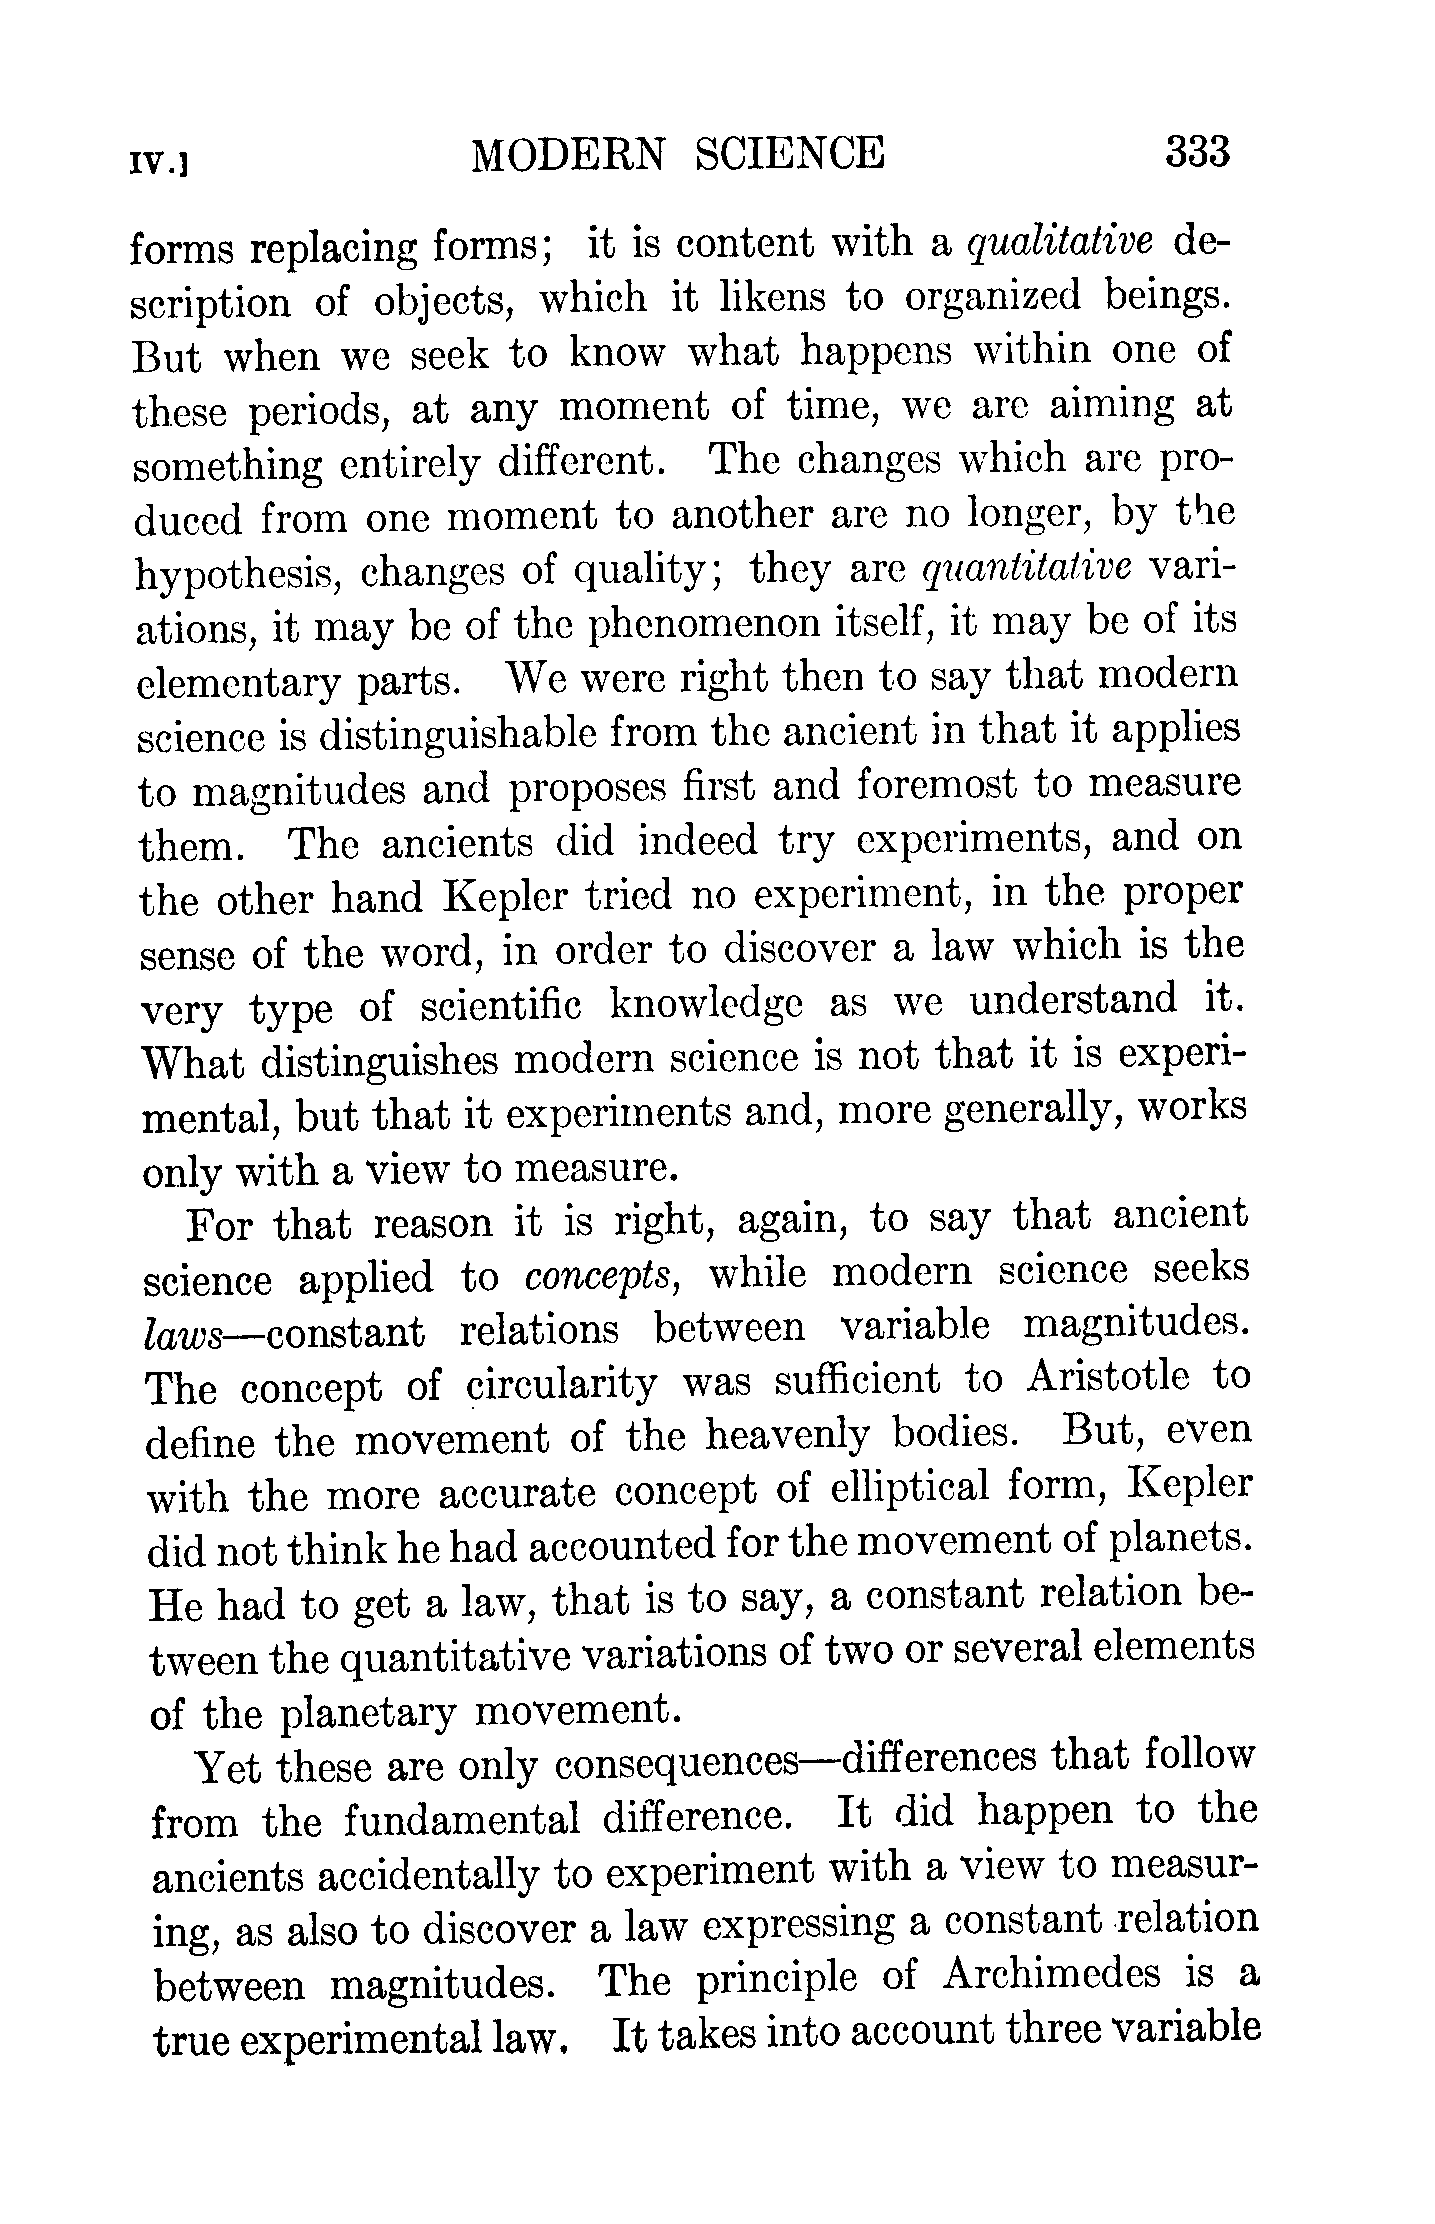 IV.] MODERN SCIENCE 333
forms replacing forms; it is content with a qualitative de-
scription of objects, which it likens to organized beings.
But when we seek to know what happens within one of
these periods, at any moment of time, we are aiming at
something entirely different. The changes which are pro-
duced from one moment to another are no longer, by the
hypothesis, changes of quality; they are quantitative vari-
ations, it may be of the phenomenon itself, it may be of its
elementary parts. We were right then to say that modern
science is distinguishable from the ancient in that it applies
to magnitudes and proposes first and foremost to measure
them. The ancients did indeed try experiments, and on
the other hand Kepler tried no experiment, in the proper
sense of the word, in order to discover a law which is the
very type of scientific knowledge as we understand it.
What distinguishes modern science is not that it is experi-
mental, but that it experiments and, more generally, works
only with a view to measure.
For that reason it is right, again, to say that ancient
science applied to concepts, while modern science seeks
laws—constant relations between variable magnitudes.
The concept of circularity was sufficient to Aristotle to
define the movement of the heavenly bodies. But, even
with the more accurate concept of elliptical form, Kepler
did not think he had accounted for the movement of planets.
He had to get a law, that is to say, a constant relation be-
tween the quantitative variations of two or several elements
of the planetary movement.
Yet these are only consequences—differences that follow
from the fundamental difference. It did happen to the
ancients accidentally to experiment with a view to measur-
ing, as also to discover a law expressing a constant relation
between magnitudes. The principle of Archimedes is a
true experimental law. It takes into account three variable